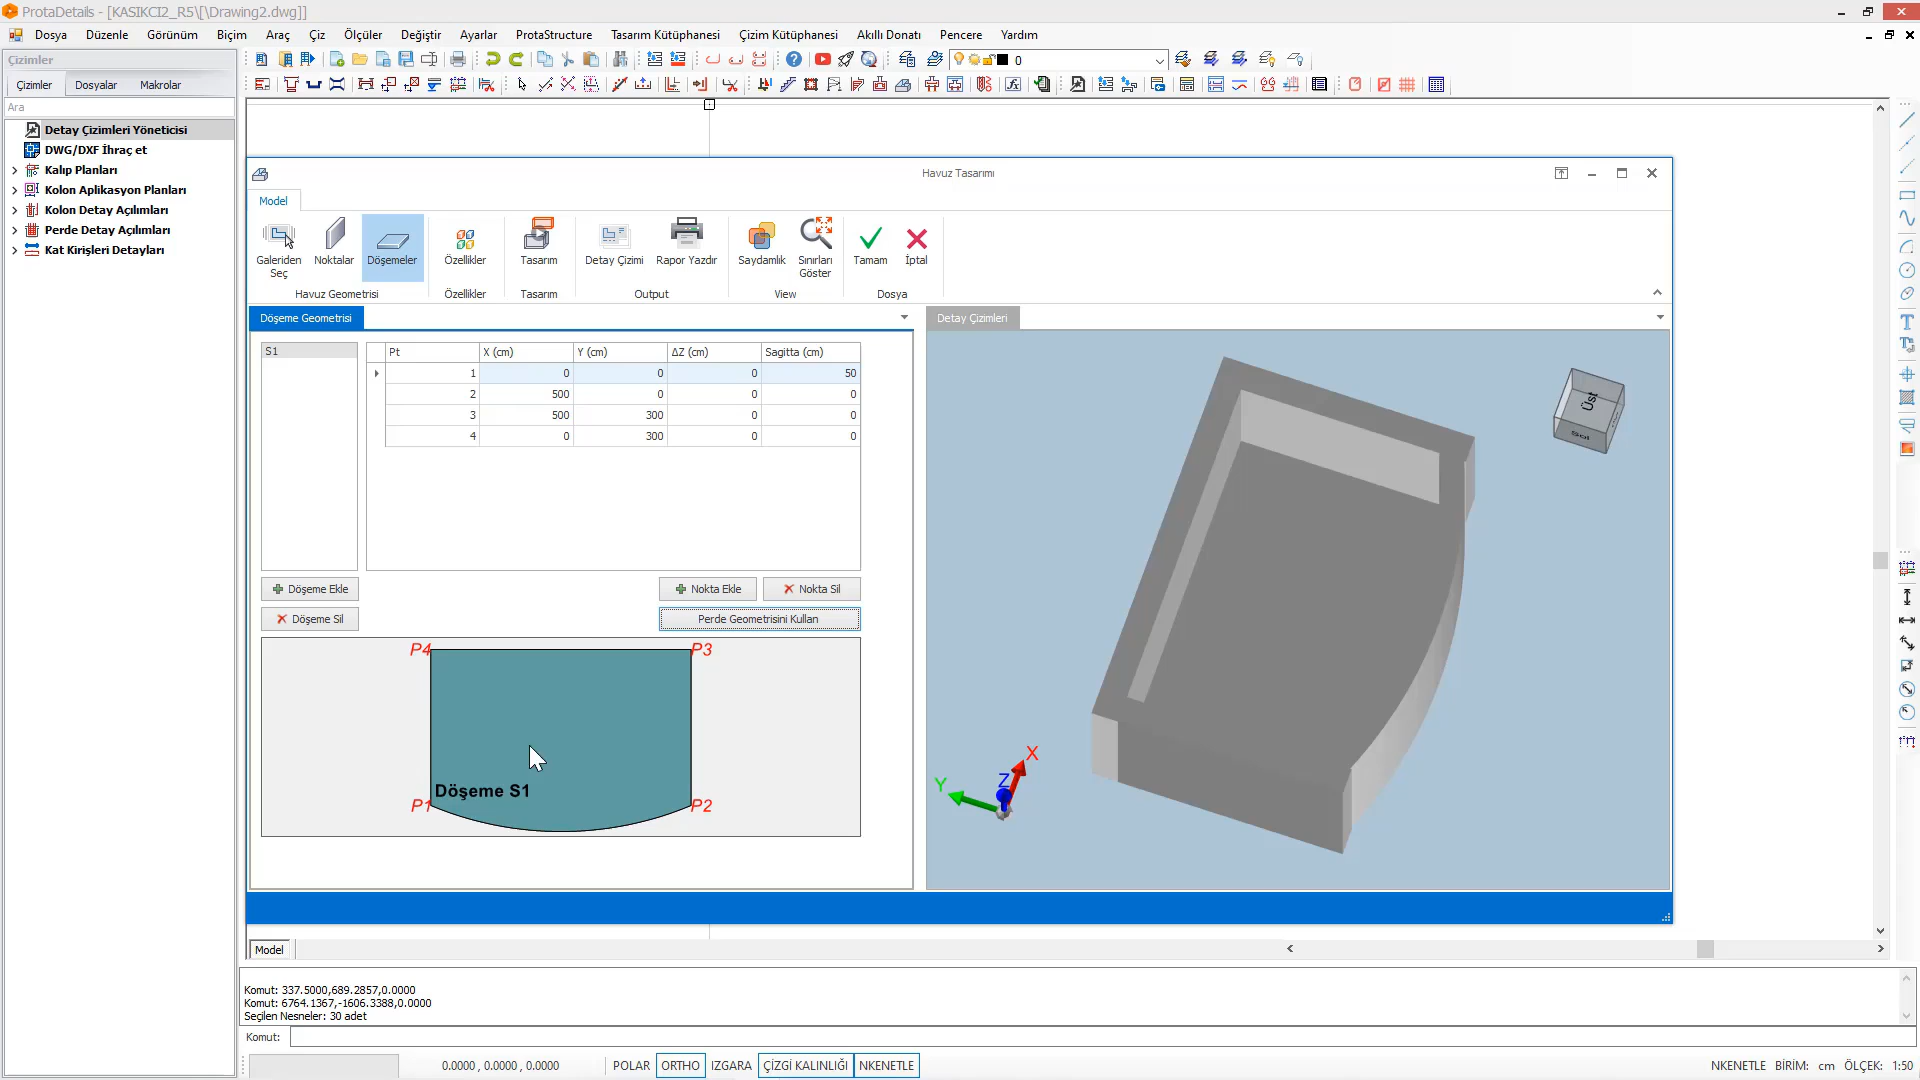 ProtaDetails - [KASIKCI2_R5\[\Drawing2.dwg]]
Dosya Düzenle Görünüm Biçim Araç Çiz Ölçüler Değiştir Ayarlar ProtaStructure Tasarım Kütüphanesi Çizim Kütüphanesi Akıllı Donatı Pencere Yardım
Çizimler
0
Çizimler Dosyalar Makrolar
Ara
Detay Çizimleri Yöneticisi
DWG/DXF İhraç et
Kalıp Planları
Kolon Aplikasyon Planları
Kolon Detay Açılımları
Perde Detay Açılımları
Kat Kirişleri Detayları
Havuz Tasarımı
Model
Galeriden Seç
Noktalar
Döşemeler
Özellikler
Tasarım
Detay Çizimi
Rapor Yazdır
Saydamlık
Sınırları Göster
Tamam
İptal
Havuz Geometrisi Özellikler Tasarım Output View Dosya
Döşeme Geometrisi
Detay Çizimleri
S1
Pt X (cm) Y (cm) ΔZ (cm) Sagitta (cm)
1 0 0 0 50
2 500 0 0 0
3 500 300 0 0
4 0 300 0 0
Döşeme Ekle
Nokta Ekle
Nokta Sil
Döşeme Sil
Perde Geometrisini Kullan
P4 P3
Döşeme S1
P1 P2
Üst
Sol
X
Y
Z
Model
Komut: 337.5000,689.2857,0.0000
Komut: 6764.1367,-1606.3388,0.0000
Seçilen Nesneler: 30 adet
Komut:
0.0000 , 0.0000 , 0.0000 POLAR ORTHO IZGARA ÇİZGİ KALINLIĞI NKENETLE NKENETLE BİRİM: cm ÖLÇEK: 1:50